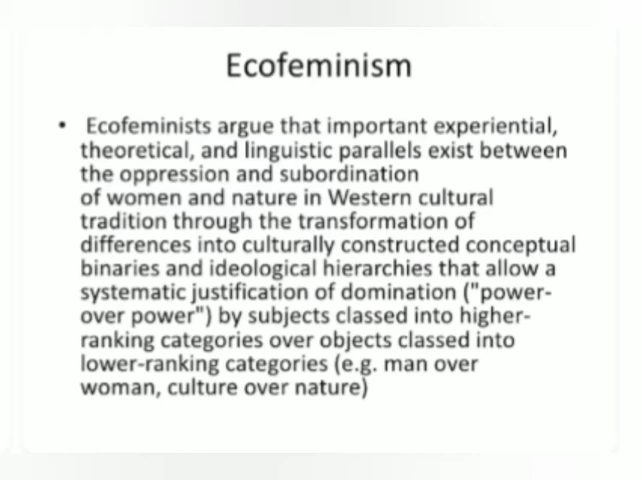 Ecofeminism
• Ecofeminists argue that important experiential,
theoretical, and linguistic parallels exist between
the oppression and subordination
of women and nature in Western cultural
tradition through the transformation of
differences into culturally constructed conceptual
binaries and ideological hierarchies that allow a
systematic justification of domination ("power-
over power") by subjects classed into higher-
ranking categories over objects classed into
lower-ranking categories (e.g. man over
woman, culture over nature)